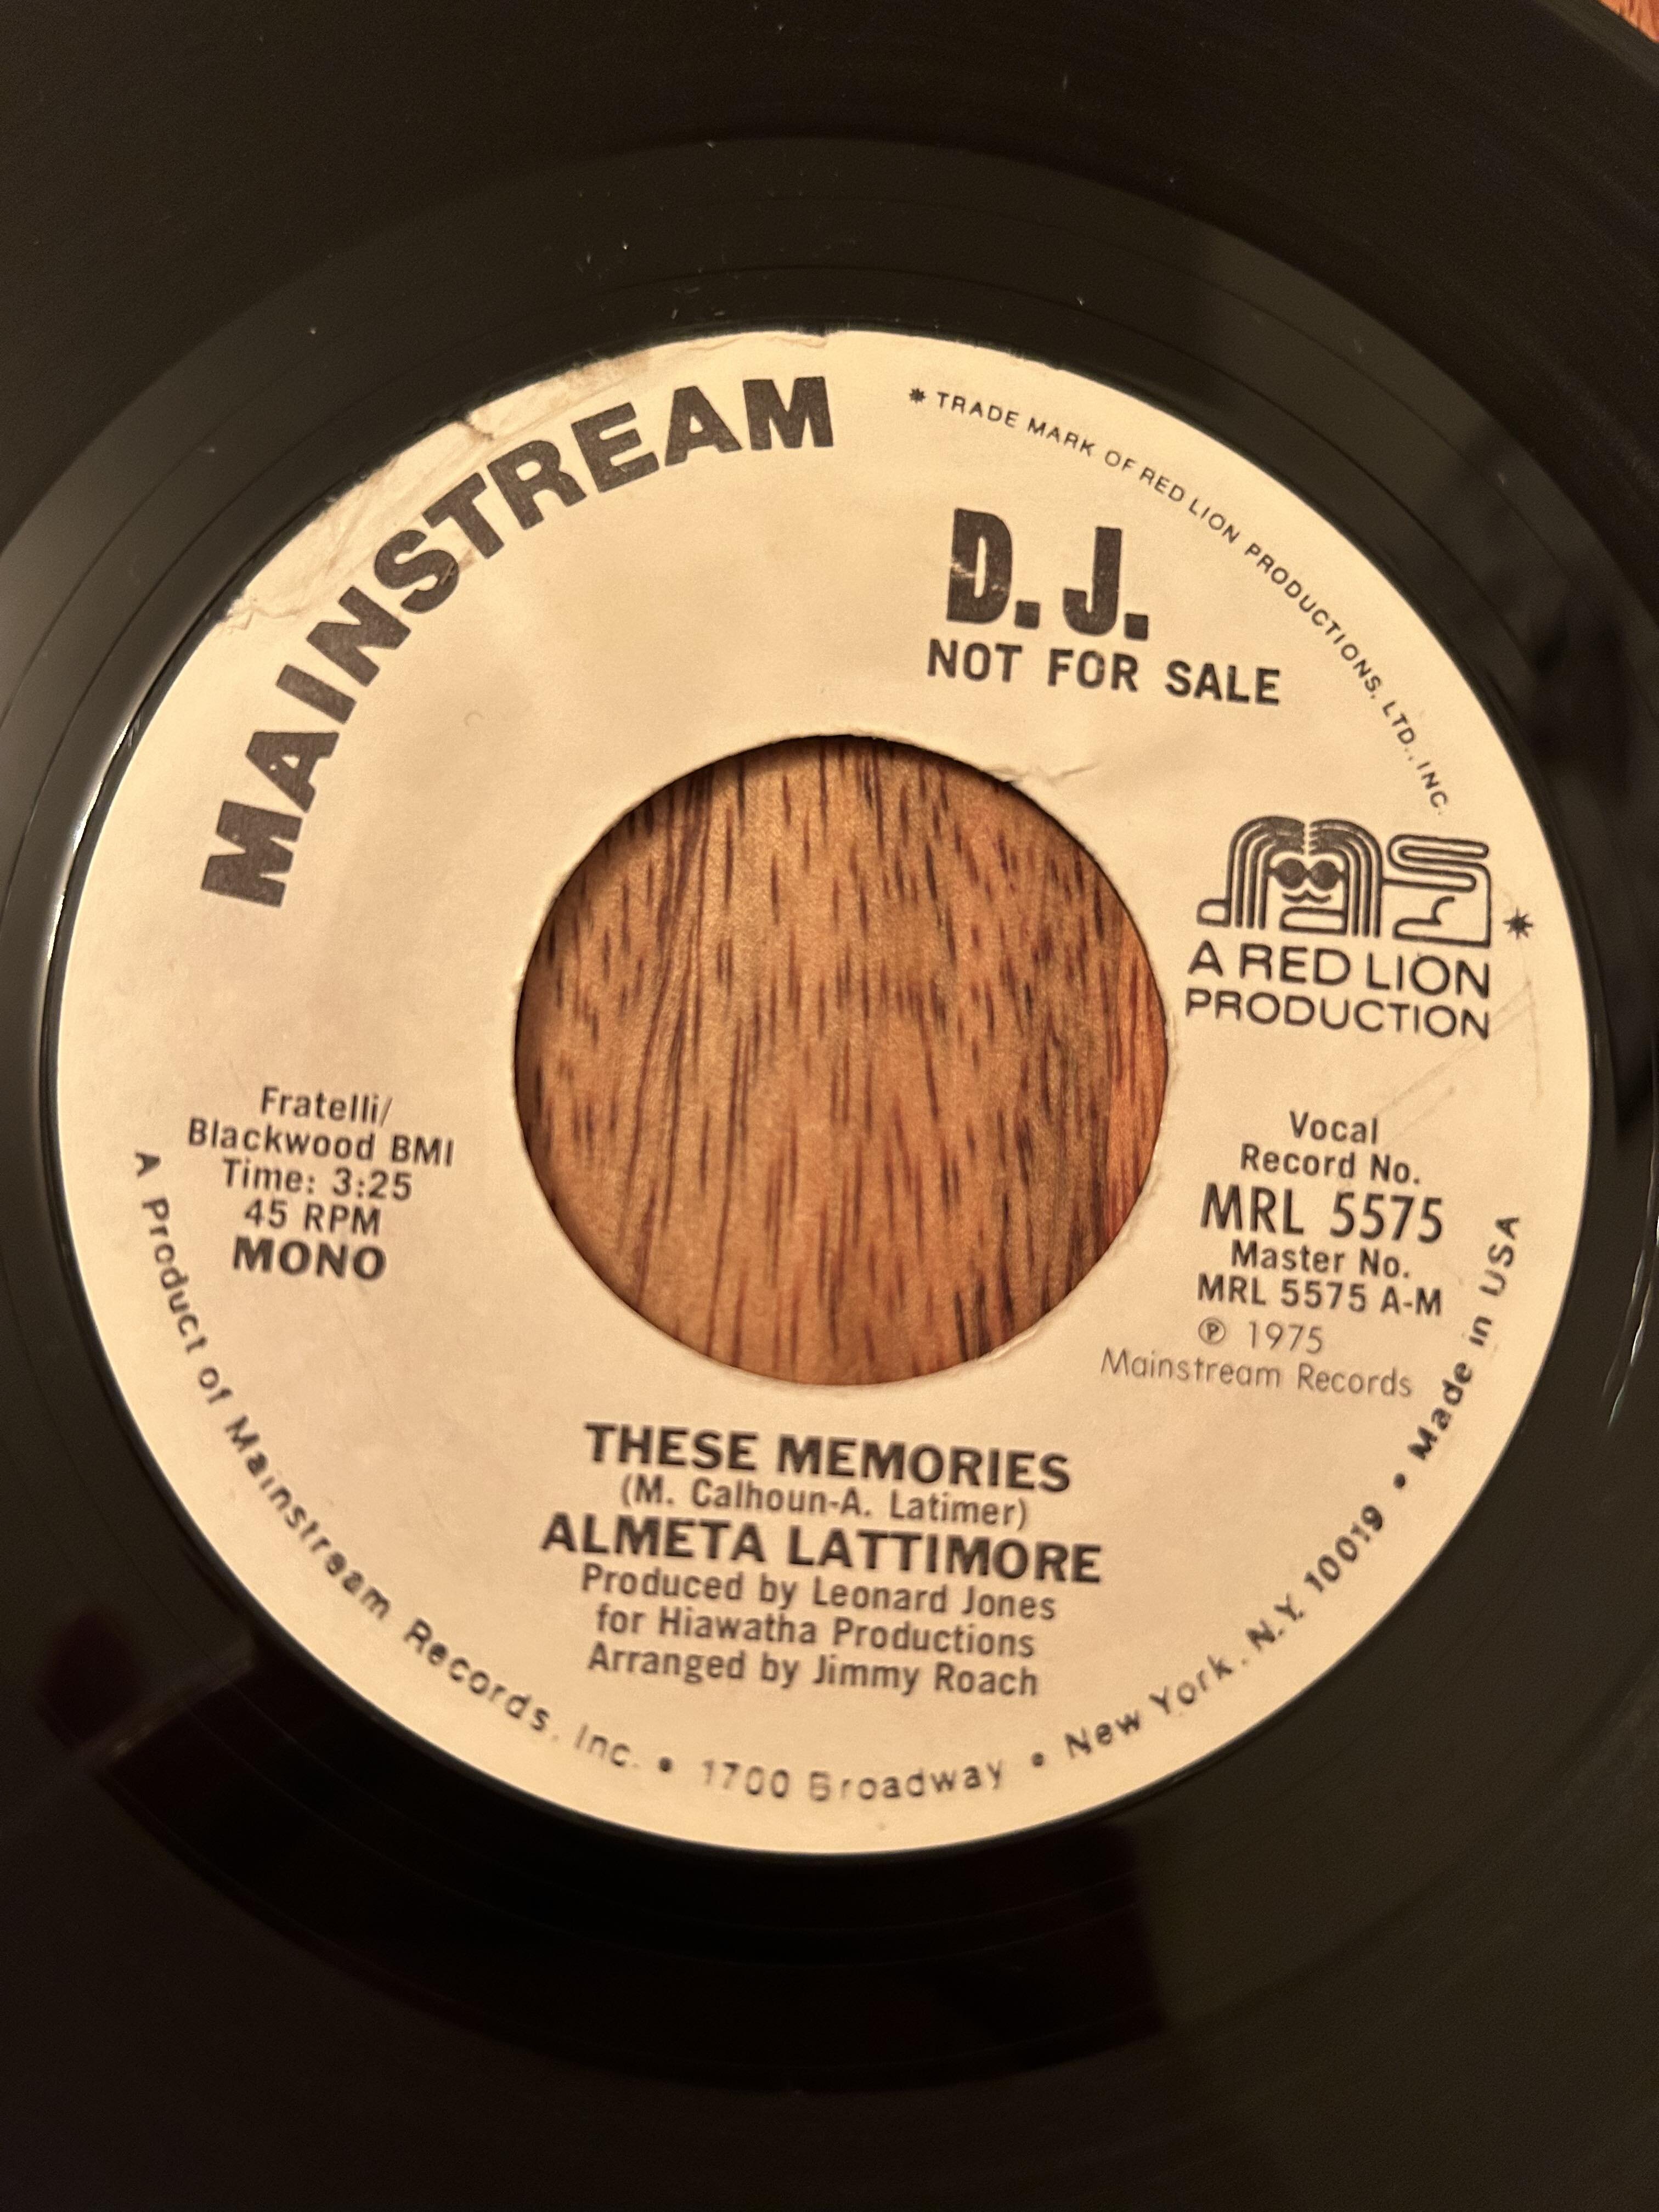 MAINSTREAM
* TRADE MARK OF RED LION PRODUCTIONS, LTD., INC.
D.J.
NOT FOR SALE
MS*
A RED LION
PRODUCTION
Fratelli/
Blackwood BMI
Time: 3:25
45 RPM
MONO
Vocal
Record No.
MRL 5575
Master No.
MRL 5575 A-M
℗ 1975
Mainstream Records
THESE MEMORIES
(M. Calhoun-A. Latimer)
ALMETA LATTIMORE
Produced by Leonard Jones
for Hiawatha Productions
Arranged by Jimmy Roach
A Product of Mainstream Records, Inc. • 1700 Broadway • New York, N.Y. 10019 • Made in USA